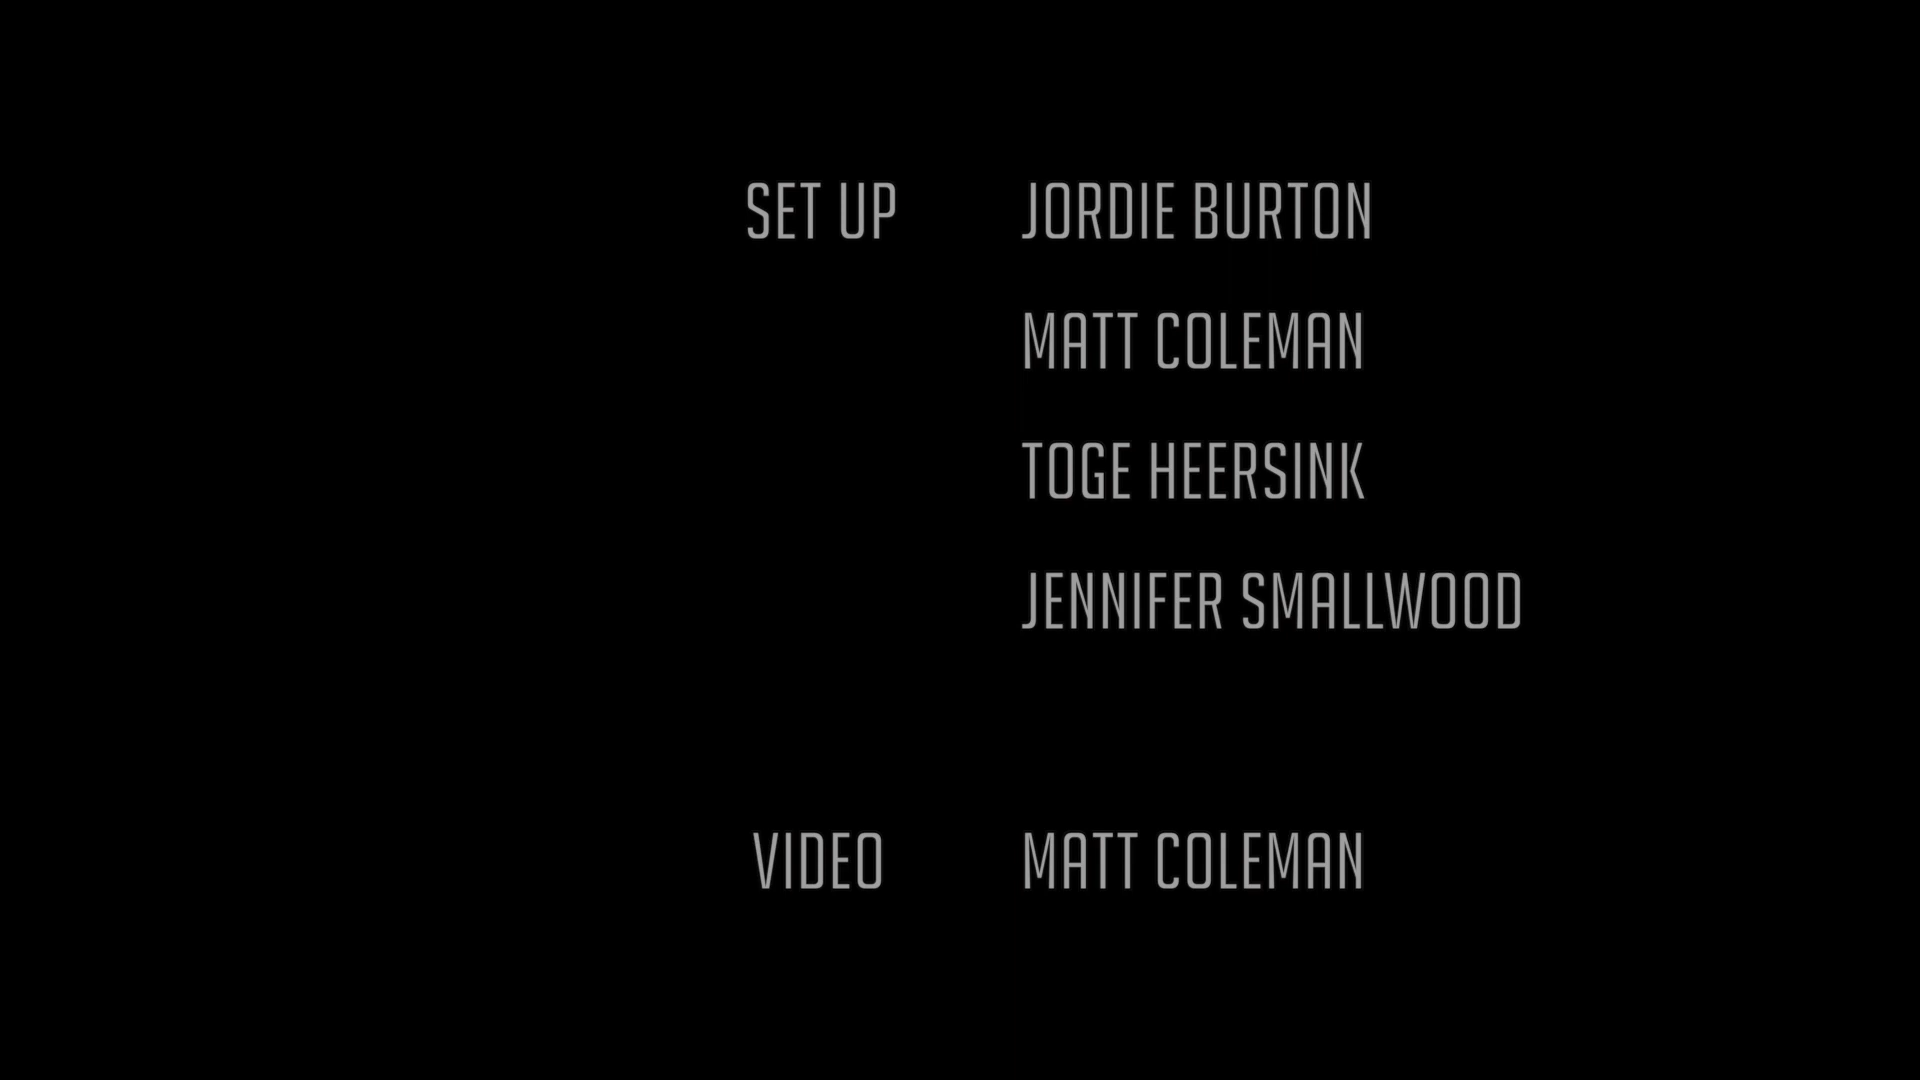 SET UP JORDIE BURTON
MATT COLEMAN
TOGE HEERSINK
JENNIFER SMALLWOOD
VIDEO MATT COLEMAN